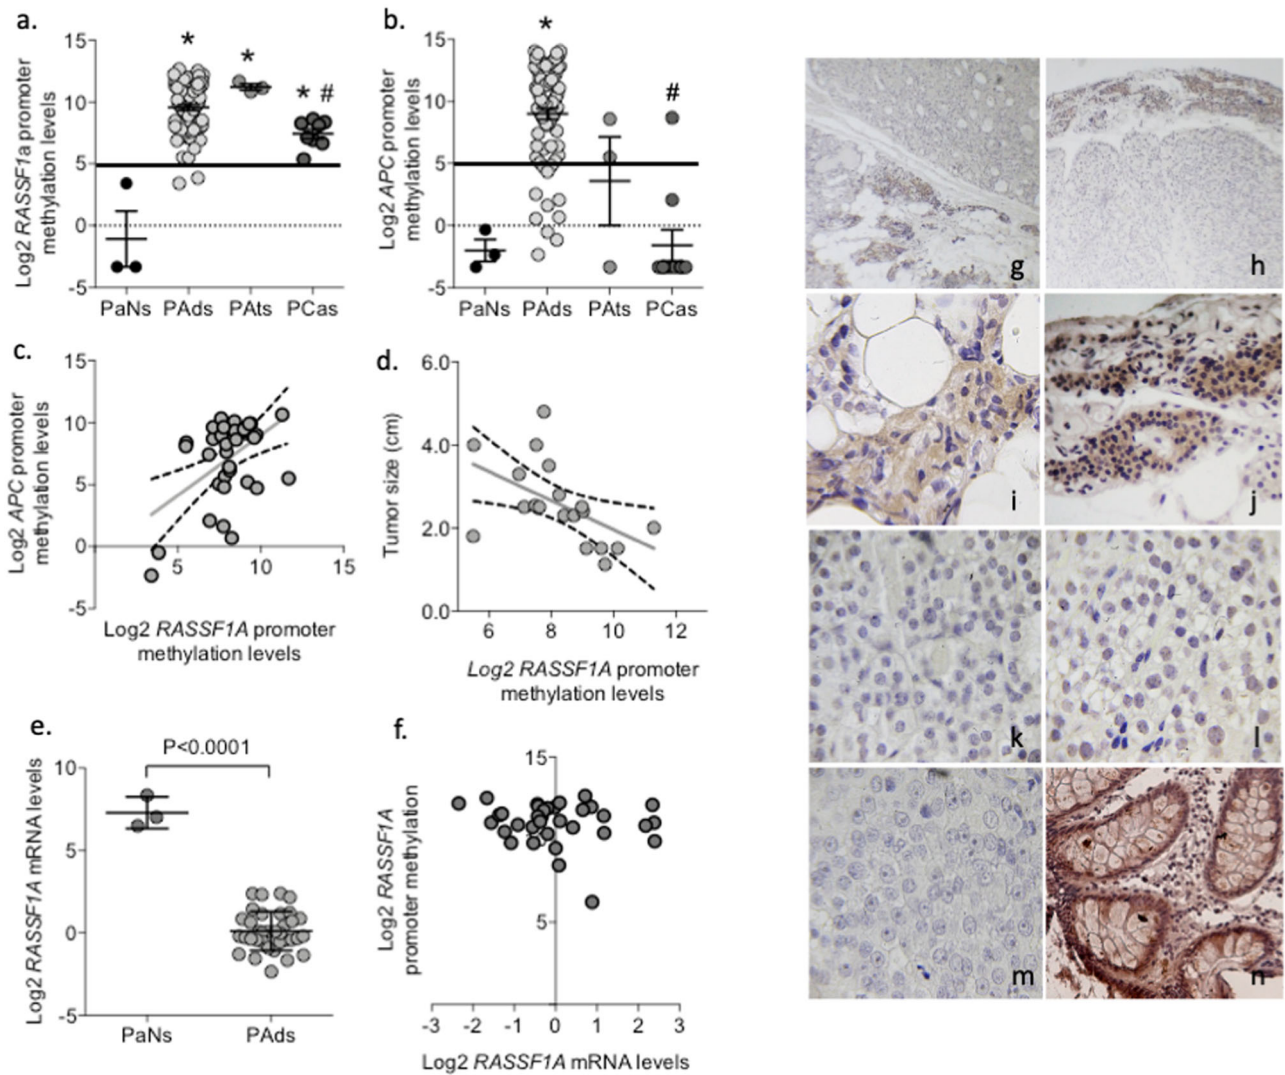 a.
Log2 RASSF1a promoter
methylation levels
15
10
5
0
-5
*
*
* #
PaNs PAds PAts PCas
b.
Log2 APC promoter
methylation levels
15
10
5
0
-5
*
#
PaNs PAds PAts PCas
c.
Log2 APC promoter
methylation levels
15
10
5
0
-5
5 10 15
Log2 RASSF1A promoter
methylation levels
d.
Tumor size (cm)
6.0
4.0
2.0
0.0
6 8 10 12
Log2 RASSF1A promoter
methylation levels
e.
Log2 RASSF1A mRNA levels
10
5
0
-5
P<0.0001
PaNs PAds
f.
Log2 RASSF1A
promoter methylation
15
5
-3 -2 -1 0 1 2 3
Log2 RASSF1A mRNA levels
g
h
i
j
k
l
m
n